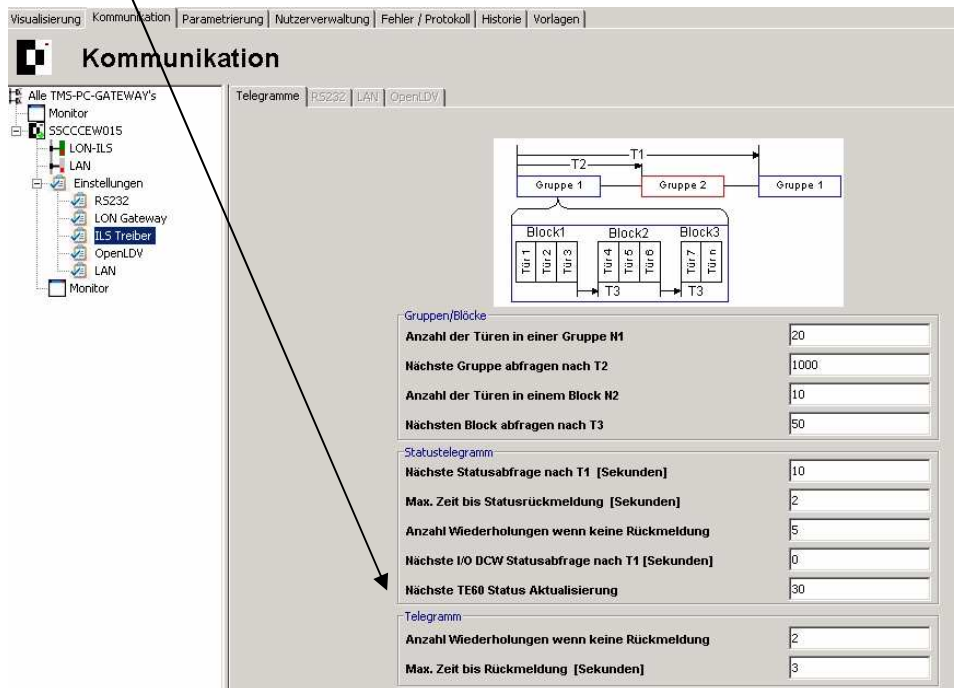 Visualisierung Kommunikation Parametrierung Nutzerverwaltung Fehler / Protokoll Historie Vorlagen
Kommunikation
Alle TMS-PC-GATEWAY's
Monitor
SSCCCEW015
LON-ILS
LAN
Einstellungen
RS232
LON Gateway
ILS Treiber
OpenLDV
LAN
Monitor
Telegramme RS232 LAN OpenLDV
T1
T2
Gruppe 1 Gruppe 2 Gruppe 1
Block1 Block2 Block3
Tür 1 Tür 2 Tür 3 Tür 4 Tür 5 Tür 6 Tür 7 Tür n
T3 T3
Gruppen/Blöcke
Anzahl der Türen in einer Gruppe N1 20
Nächste Gruppe abfragen nach T2 1000
Anzahl der Türen in einem Block N2 10
Nächsten Block abfragen nach T3 50
Statustelegramm
Nächste Statusabfrage nach T1 [Sekunden] 10
Max. Zeit bis Statusrückmeldung [Sekunden] 2
Anzahl Wiederholungen wenn keine Rückmeldung 5
Nächste I/O DCW Statusabfrage nach T1 [Sekunden] 0
Nächste TE60 Status Aktualisierung 30
Telegramm
Anzahl Wiederholungen wenn keine Rückmeldung 2
Max. Zeit bis Rückmeldung [Sekunden] 3